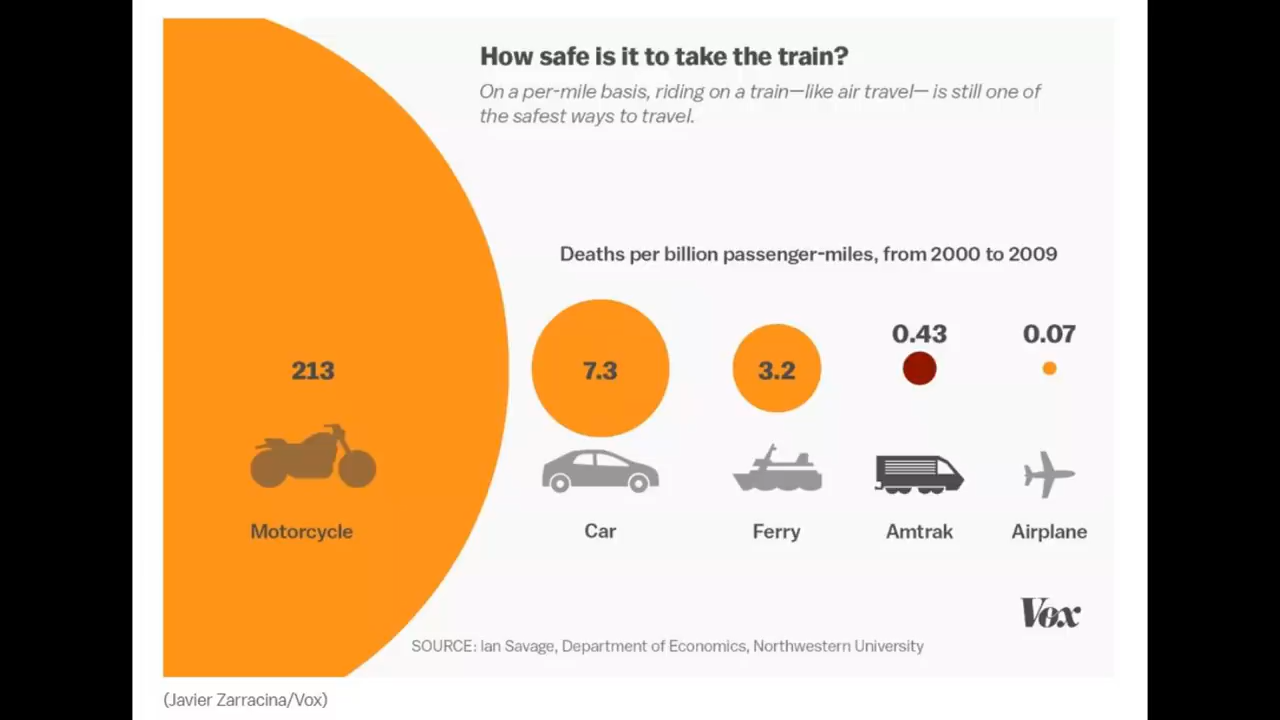 How safe is it to take the train?
On a per-mile basis, riding on a train—like air travel— is still one of
the safest ways to travel.
Deaths per billion passenger-miles, from 2000 to 2009
213
7.3
3.2
0.43
0.07
Motorcycle
Car
Ferry
Amtrak
Airplane
Vox
SOURCE: Ian Savage, Department of Economics, Northwestern University
(Javier Zarracina/Vox)